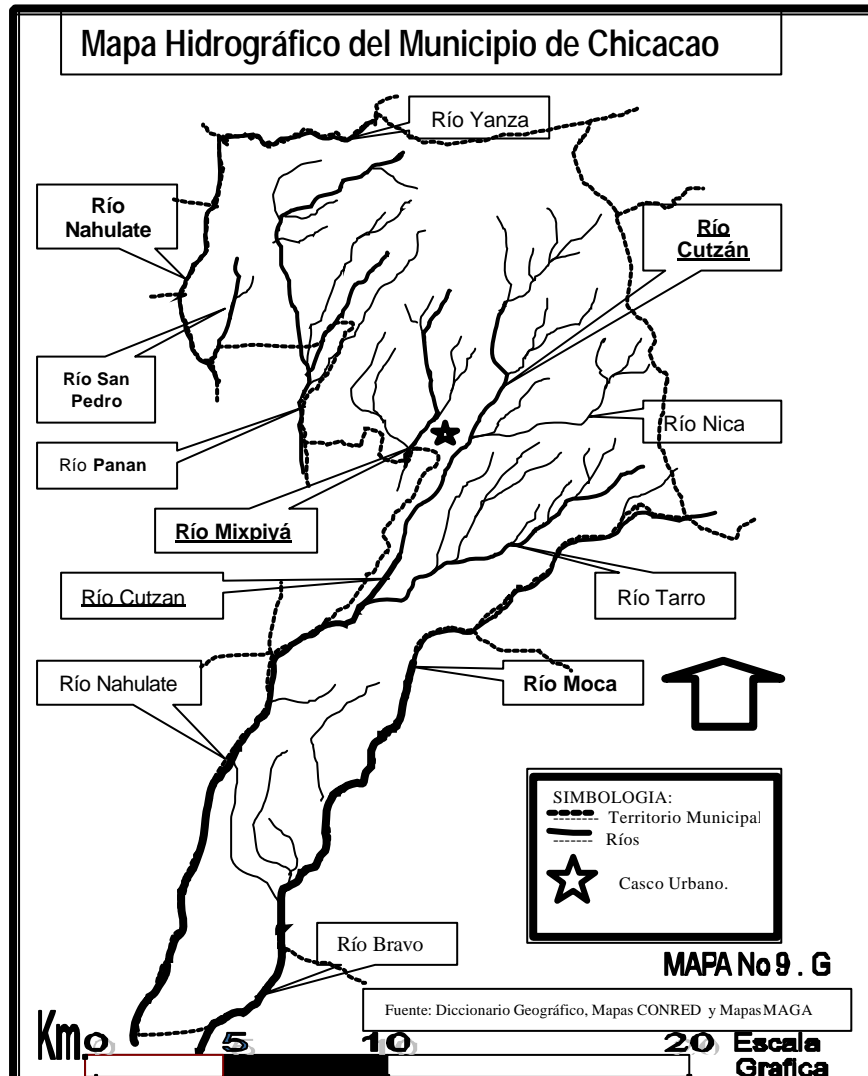 Mapa Hidrográfico del Municipio de Chicacao
Río Yanza
Río
Nahulate
Río
Cutzán
Río San
Pedro
Río Nica
Río Panan
Río Mixpivá
Río Cutzan
Río Tarro
Río Nahulate
Río Moca
SIMBOLOGIA:
Territorio Municipal
Ríos
Casco Urbano.
Río Bravo
MAPA No 9 . G
Fuente: Diccionario Geográfico, Mapas CONRED y Mapas MAGA
Km. 0 5 10 20 Escala
Grafica